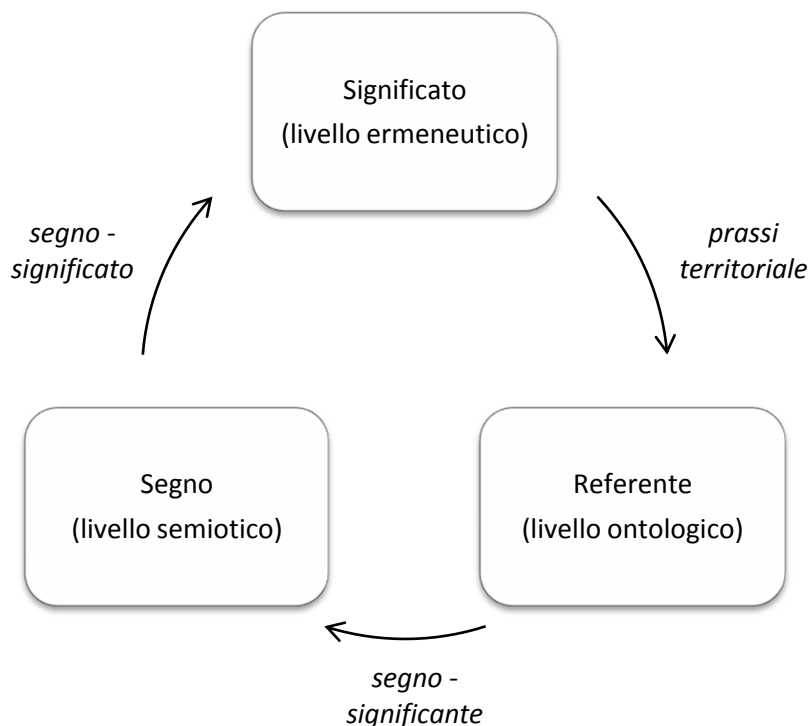 Significato
(livello ermeneutico)
segno -
significato
prassi
territoriale
Segno
(livello semiotico)
Referente
(livello ontologico)
segno -
significante